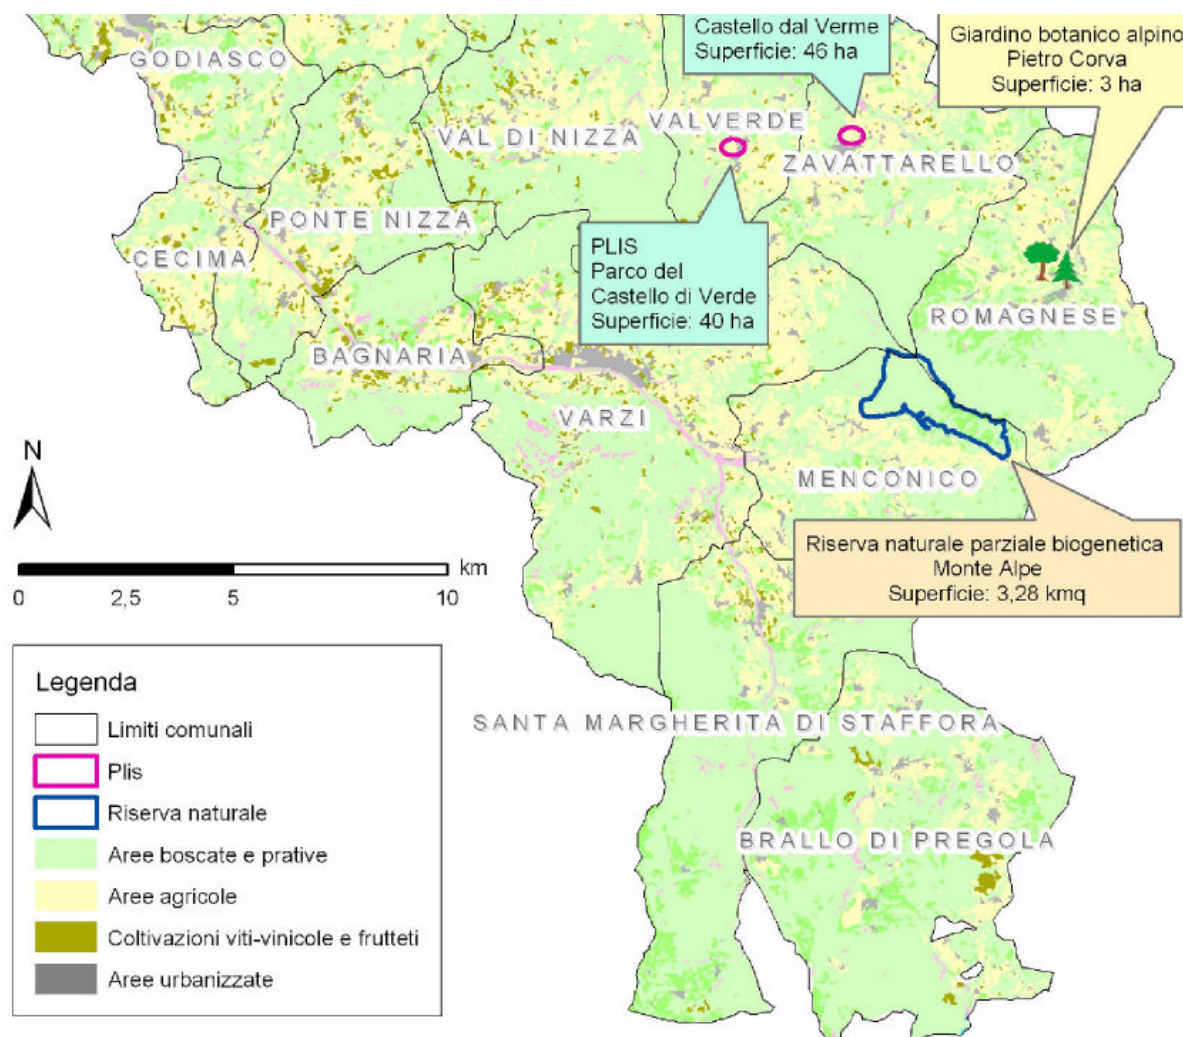 Castello dal Verme
Superficie: 46 ha
Giardino botanico alpino
Pietro Corva
Superficie: 3 ha
GODIASCO
VAL DI NIZZA
VALVERDE
ZAVATTARELLO
PONTE NIZZA
CECIMA
PLIS
Parco del
Castello di Verde
Superficie: 40 ha
ROMAGNESE
BAGNARIA
VARZI
MENCONICO
N
km
0 2,5 5 10
Riserva naturale parziale biogenetica
Monte Alpe
Superficie: 3,28 kmq
SANTA MARGHERITA DI STAFFORA
BRALLO DI PREGOLA
Legenda
Limiti comunali
Plis
Riserva naturale
Aree boscate e prative
Aree agricole
Coltivazioni viti-vinicole e frutteti
Aree urbanizzate